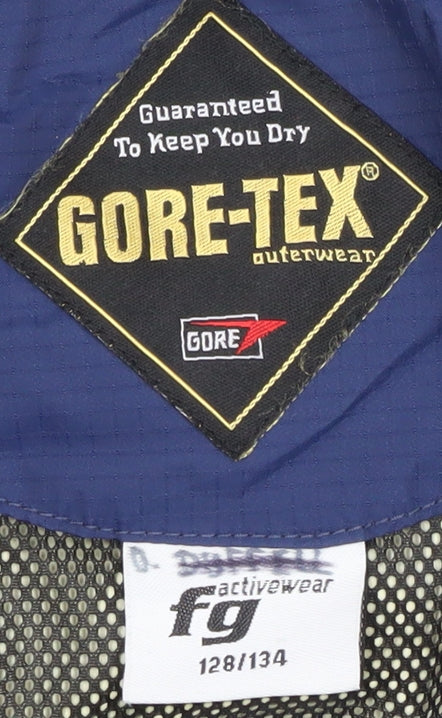 Guaranteed
To Keep You Dry
GORE-TEX®
outerwear
GORE
activewear
fg
128/134